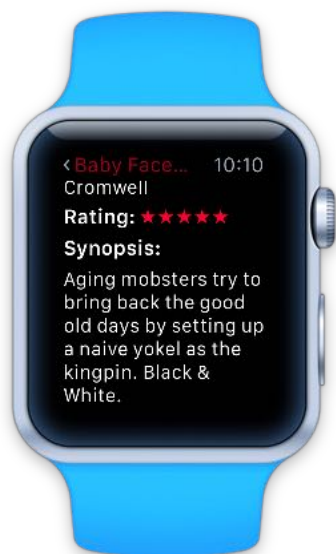 <Baby Face... 10:10
Cromwell
Rating: ★★★★★
Synopsis:
Aging mobsters try to
bring back the good
old days by setting up
a naive yokel as the
kingpin. Black &
White.